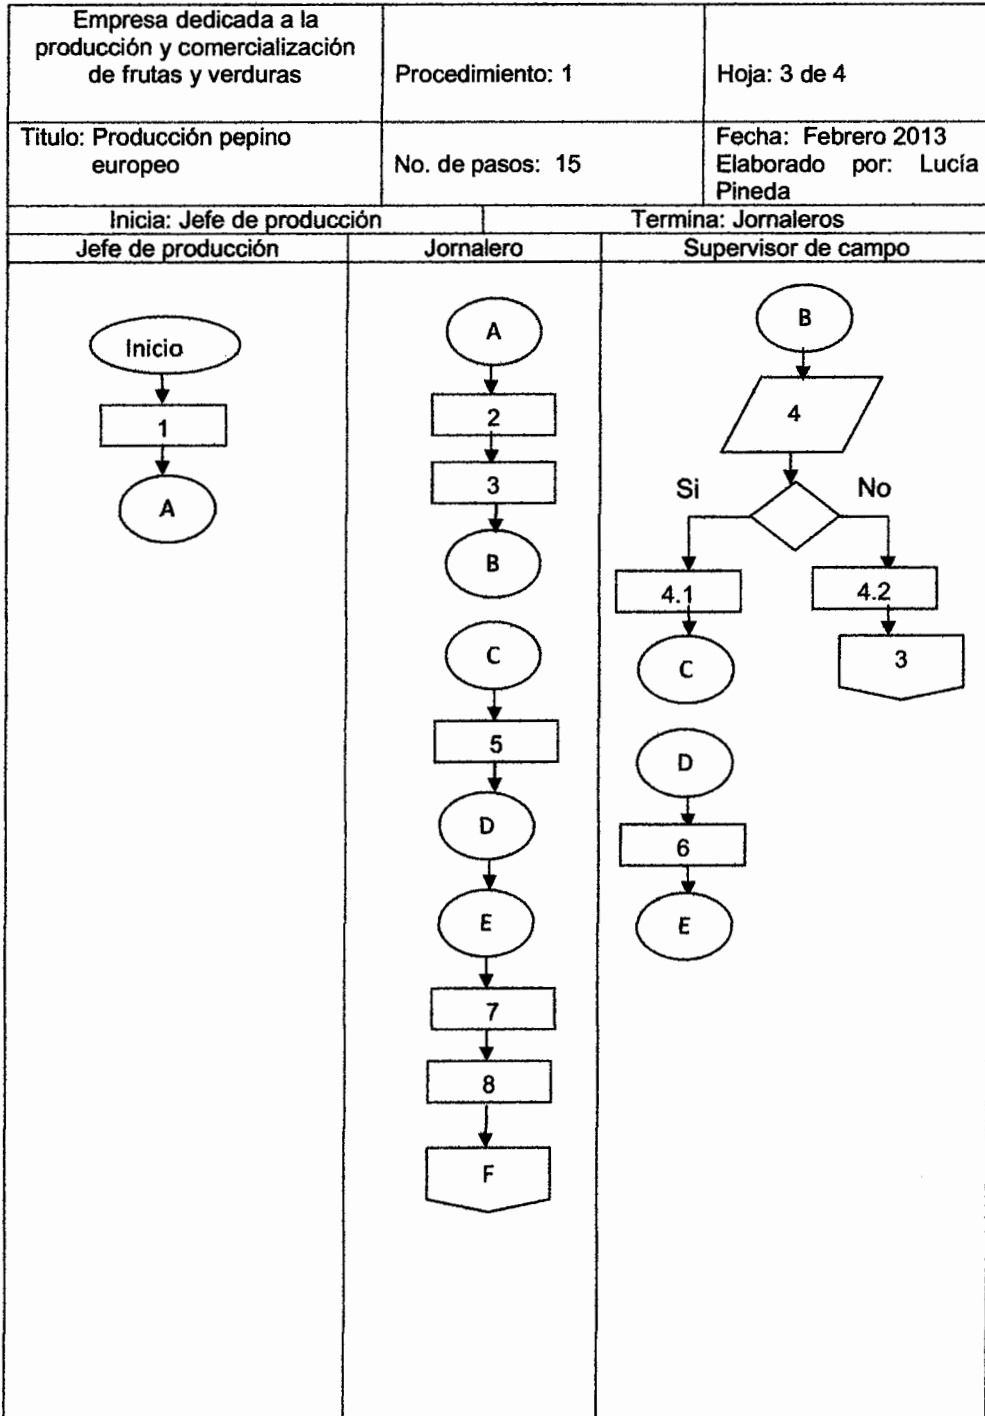 Empresa dedicada a la
producción y comercialización
de frutas y verduras
Procedimiento: 1
Hoja: 3 de 4
Titulo: Producción pepino
europeo
No. de pasos: 15
Fecha: Febrero 2013
Elaborado por: Lucía
Pineda
Inicia: Jefe de producción
Termina: Jornaleros
Jefe de producción
Jornalero
Supervisor de campo
Inicio
1
A
A
2
3
B
C
5
D
E
7
8
F
B
4
Si
No
4.1
4.2
C
3
D
6
E